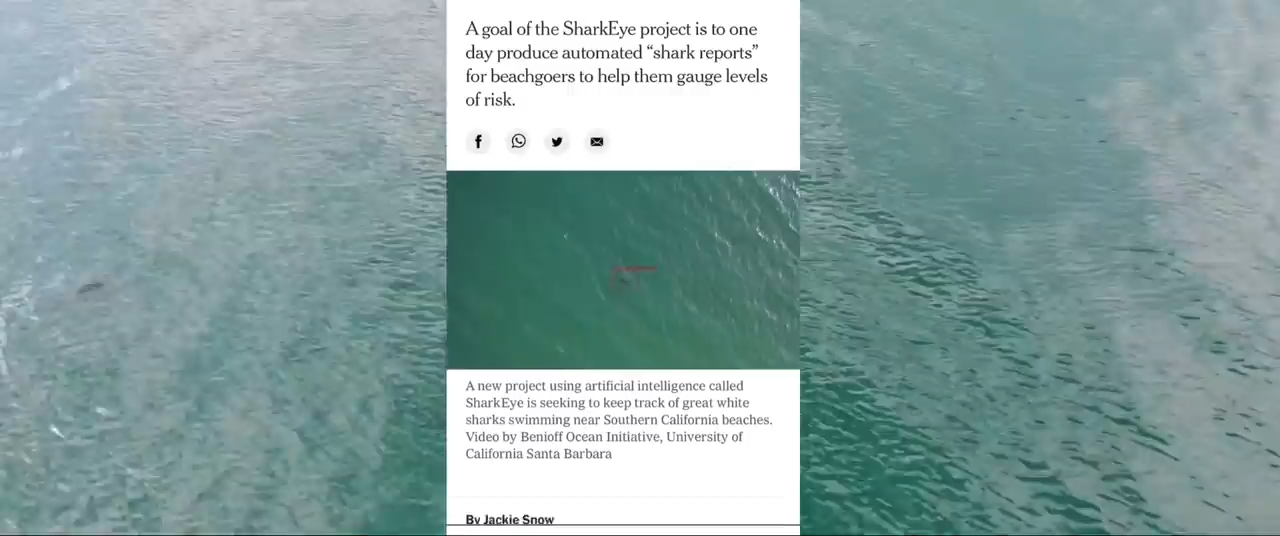 A goal of the SharkEye project is to one
day produce automated “shark reports”
for beachgoers to help them gauge levels
of risk.
A new project using artificial intelligence called
SharkEye is seeking to keep track of great white
sharks swimming near Southern California beaches.
Video by Benioff Ocean Initiative, University of
California Santa Barbara
By Jackie Snow